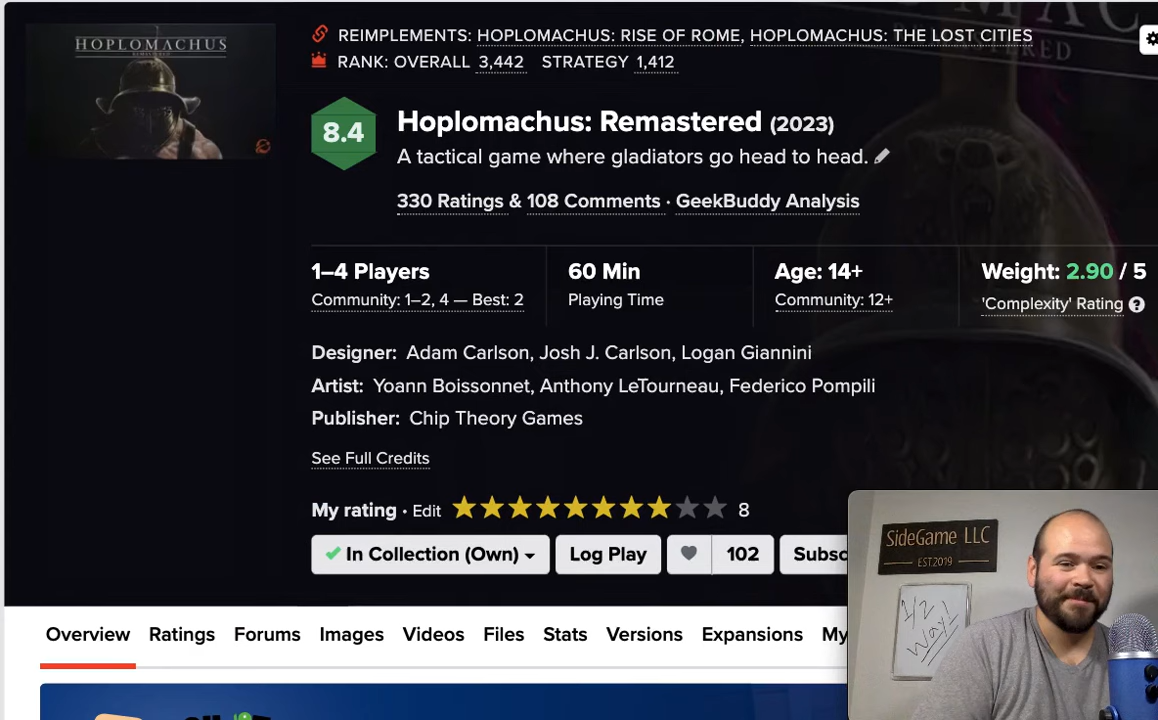 HOPLOMACHUS
REMASTERED
REIMPLEMENTS: HOPLOMACHUS: RISE OF ROME, HOPLOMACHUS: THE LOST CITIES
RANK: OVERALL 3,442 STRATEGY 1,412
8.4
Hoplomachus: Remastered (2023)
A tactical game where gladiators go head to head.
330 Ratings & 108 Comments · GeekBuddy Analysis
1–4 Players
Community: 1–2, 4 — Best: 2
60 Min
Playing Time
Age: 14+
Community: 12+
Weight: 2.90 / 5
'Complexity' Rating ?
Designer: Adam Carlson, Josh J. Carlson, Logan Giannini
Artist: Yoann Boissonnet, Anthony LeTourneau, Federico Pompili
Publisher: Chip Theory Games
See Full Credits
My rating · Edit 8
In Collection (Own) Log Play 102 Subsc
Overview Ratings Forums Images Videos Files Stats Versions Expansions My
SideGame LLC
EST.2019
1/2
WAY!